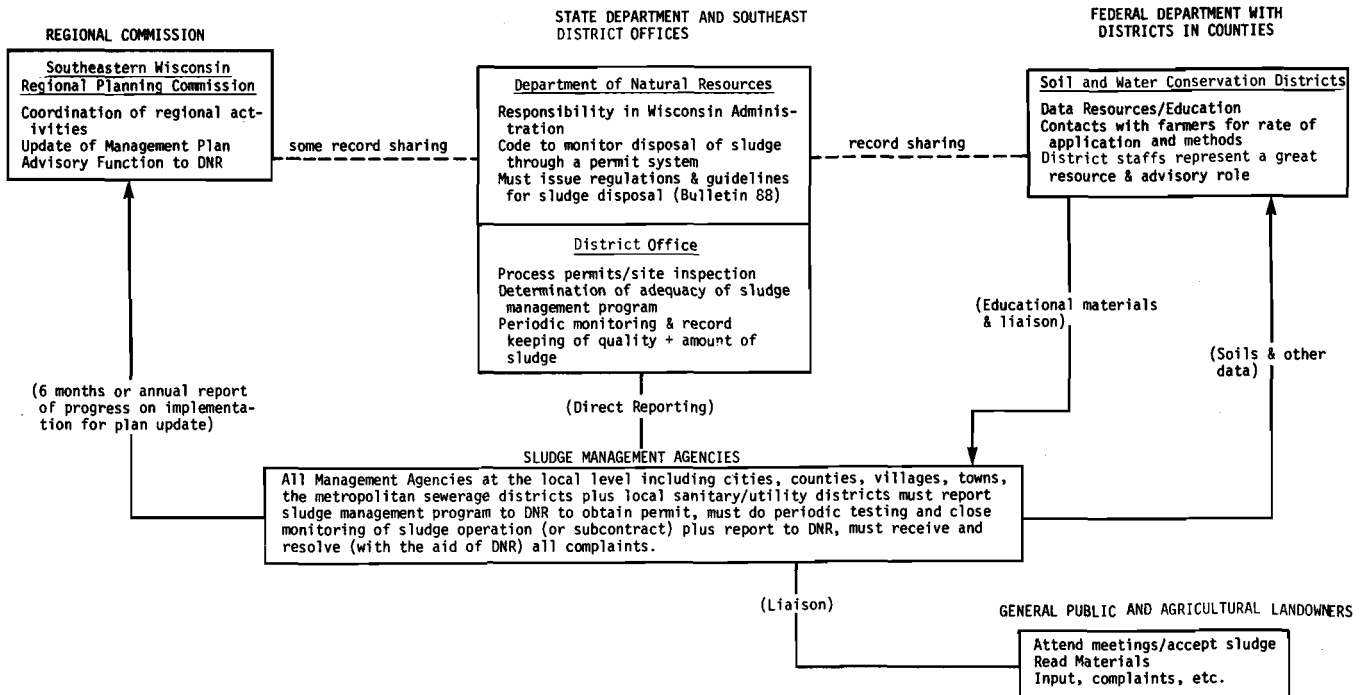 REGIONAL COMMISSION
Southeastern Wisconsin
Regional Planning Commission
Coordination of regional act-
ivities
Update of Management Plan
Advisory Function to DNR
some record sharing
STATE DEPARTMENT AND SOUTHEAST
DISTRICT OFFICES
Department of Natural Resources
Responsibility in Wisconsin Adminis-
tration
Code to monitor disposal of sludge
through a permit system
Must issue regulations & guidelines
for sludge disposal (Bulletin 88)
District Office
Process permits/site inspection
Determination of adequacy of sludge
management program
Periodic monitoring & record
keeping of quality + amount of
sludge
record sharing
FEDERAL DEPARTMENT WITH
DISTRICTS IN COUNTIES
Soil and Water Conservation Districts
Data Resources/Education
Contacts with farmers for rate of
application and methods
District staffs represent a great
resource & advisory role
(Educational materials
& liaison)
(Soils & other
data)
(6 months or annual report
of progress on implementa-
tion for plan update)
(Direct Reporting)
SLUDGE MANAGEMENT AGENCIES
All Management Agencies at the local level including cities, counties, villages, towns,
the metropolitan sewerage districts plus local sanitary/utility districts must report
sludge management program to DNR to obtain permit, must do periodic testing and close
monitoring of sludge operation (or subcontract) plus report to DNR, must receive and
resolve (with the aid of DNR) all complaints.
(Liaison)
GENERAL PUBLIC AND AGRICULTURAL LANDOWNERS
Attend meetings/accept sludge
Read Materials
Input, complaints, etc.